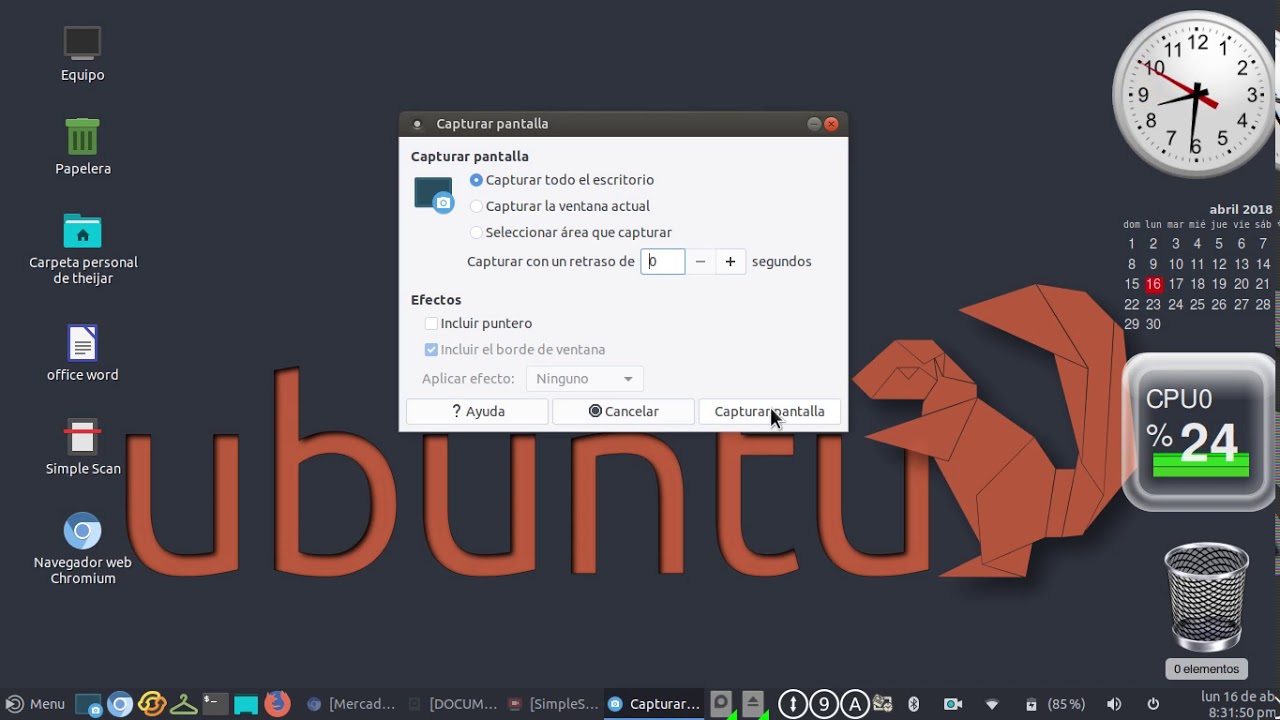 Equipo
Papelera
Carpeta personal
de theijar
office word
Simple Scan
Navegador web
Chromium
Capturar pantalla
Capturar pantalla
Capturar todo el escritorio
Capturar la ventana actual
Seleccionar área que capturar
Capturar con un retraso de 0 segundos
Efectos
Incluir puntero
Incluir el borde de ventana
Aplicar efecto: Ninguno
? Ayuda Cancelar Capturar pantalla
ubuntu
12 1 2 3 4 5 6 7 8 9 10 11
abril 2018
dom lun mar mié jue vie sáb
1 2 3 4 5 6 7
8 9 10 11 12 13 14
15 16 17 18 19 20 21
22 23 24 25 26 27 28
29 30
CPU0
% 24
0 elementos
Menu [Mercad... [DOCUM... [SimpleS... Capturar... 9 A (85%) lun 16 de ab
8:31:50 pm